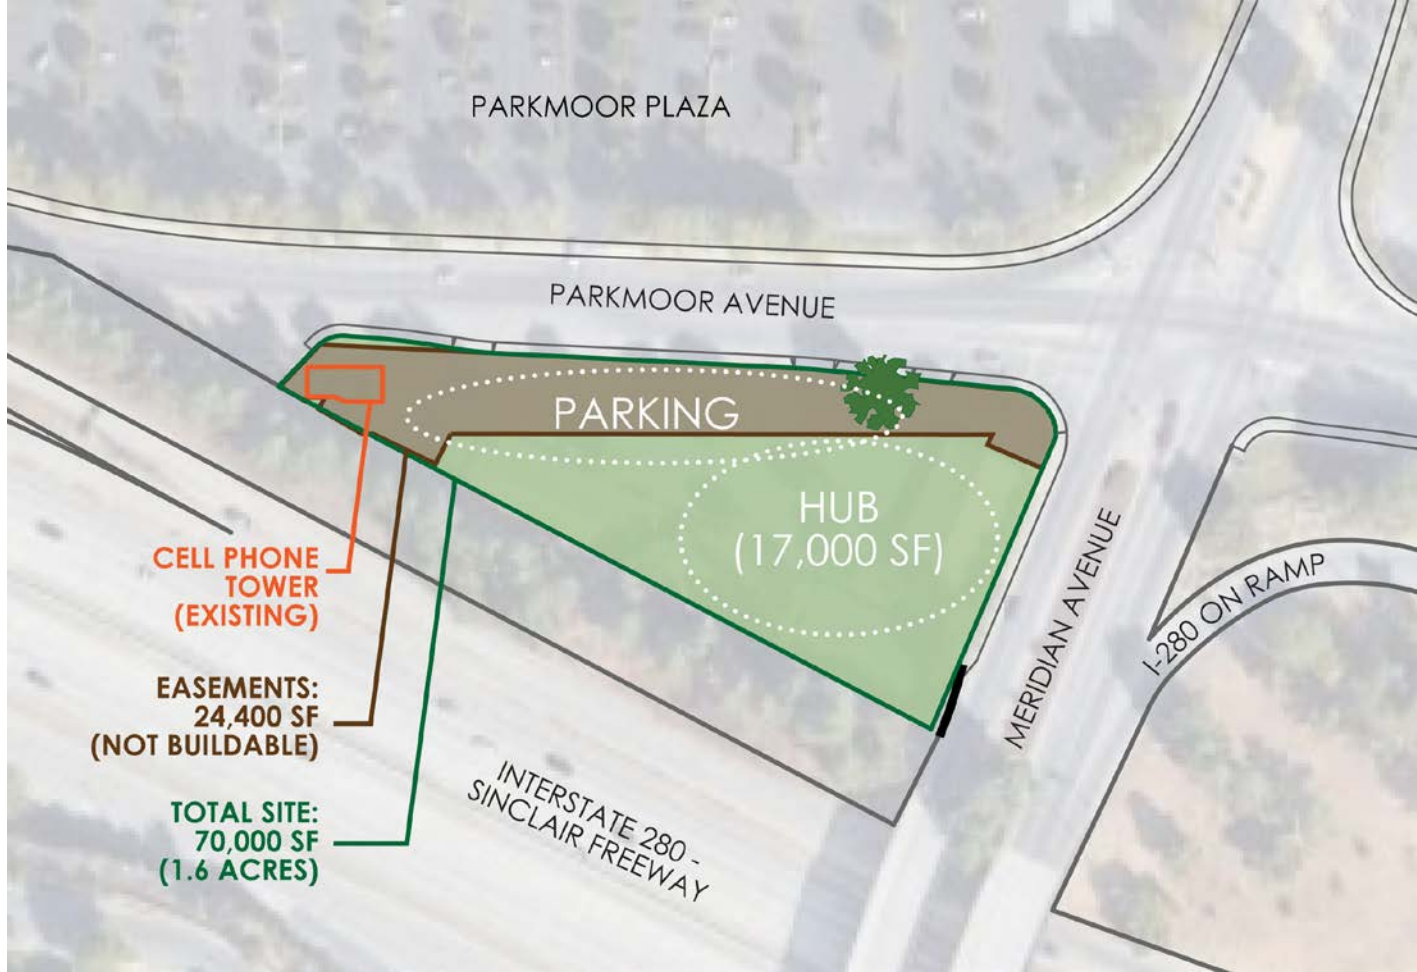 PARKMOOR PLAZA
PARKMOOR AVENUE
PARKING
HUB
(17,000 SF)
CELL PHONE
TOWER
(EXISTING)
EASEMENTS:
24,400 SF
(NOT BUILDABLE)
TOTAL SITE:
70,000 SF
(1.6 ACRES)
INTERSTATE 280 -
SINCLAIR FREEWAY
MERIDIAN AVENUE
I-280 ON RAMP